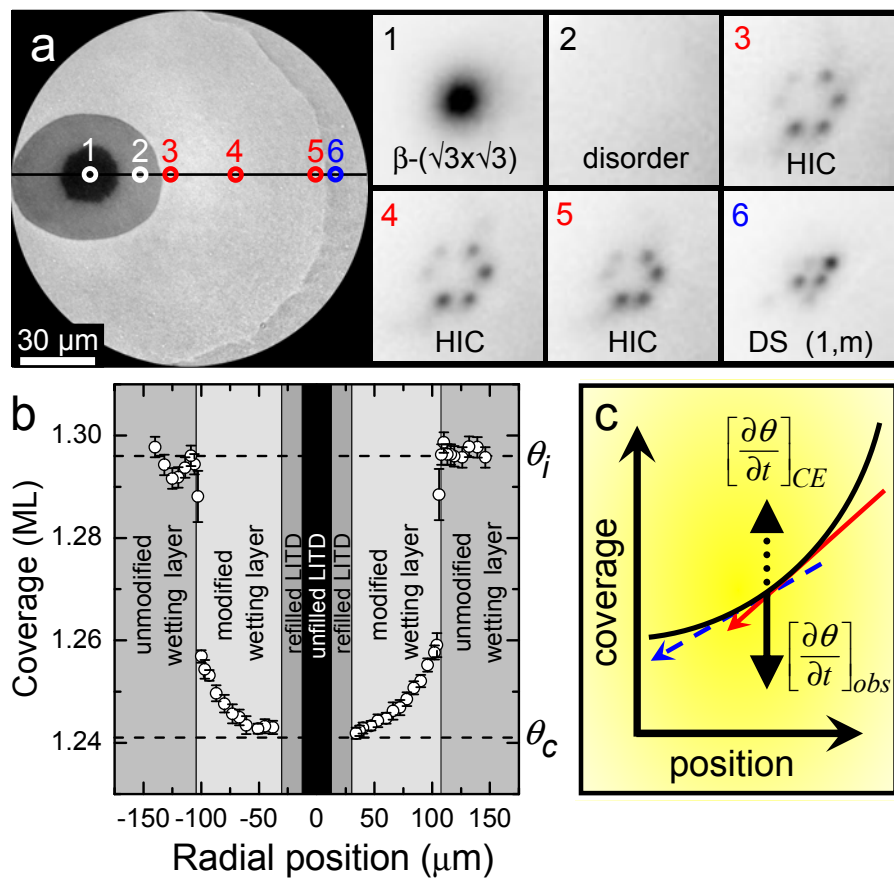 a
1
2
3
4
5
6
30 μm
1
β-(√3x√3)
2
disorder
3
HIC
4
HIC
5
HIC
6
DS (1,m)
b
Coverage (ML)
1.30
1.28
1.26
1.24
unmodified
wetting layer
modified
wetting layer
refilled LITD
unfilled LITD
refilled LITD
modified
wetting layer
unmodified
wetting layer
θi
θc
-150
-100
-50
0
50
100
150
Radial position (μm)
c
coverage
[∂θ/∂t]CE
[∂θ/∂t]obs
position